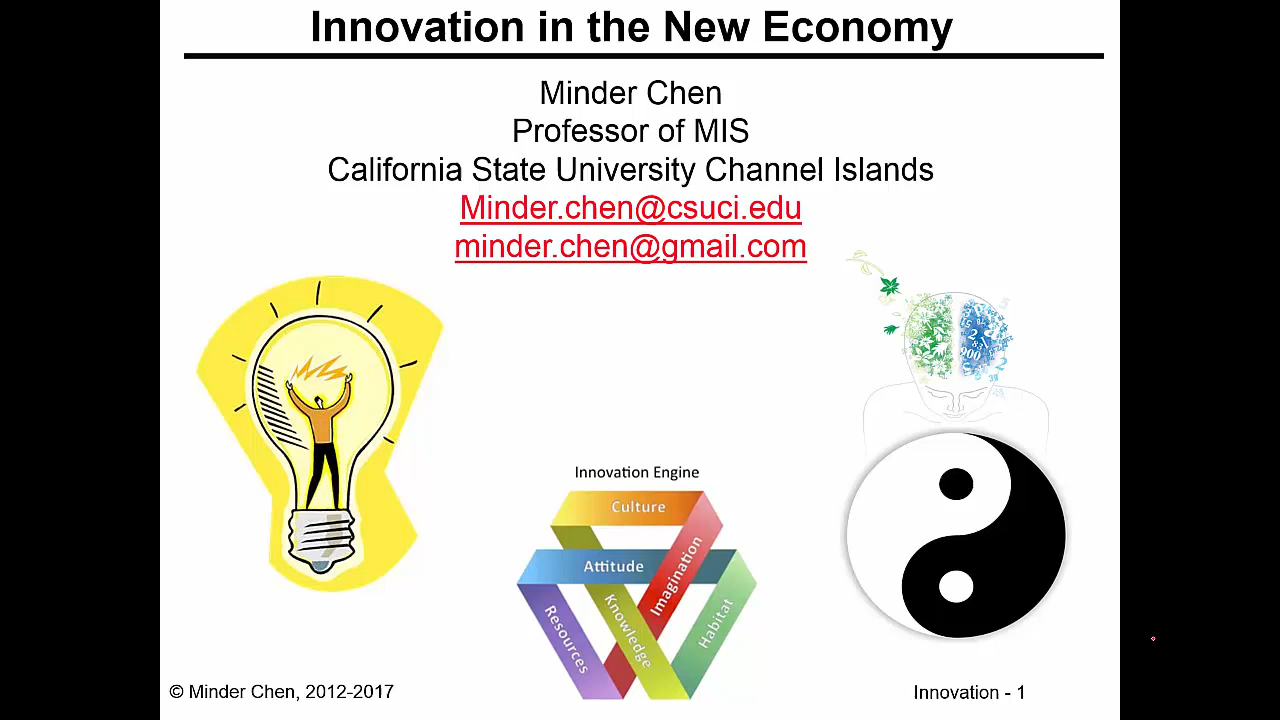 Innovation in the New Economy
Minder Chen
Professor of MIS
California State University Channel Islands
Minder.chen@csuci.edu
minder.chen@gmail.com
Innovation Engine
Culture
Attitude
Imagination
Resources
Knowledge
Habitat
© Minder Chen, 2012-2017
Innovation - 1